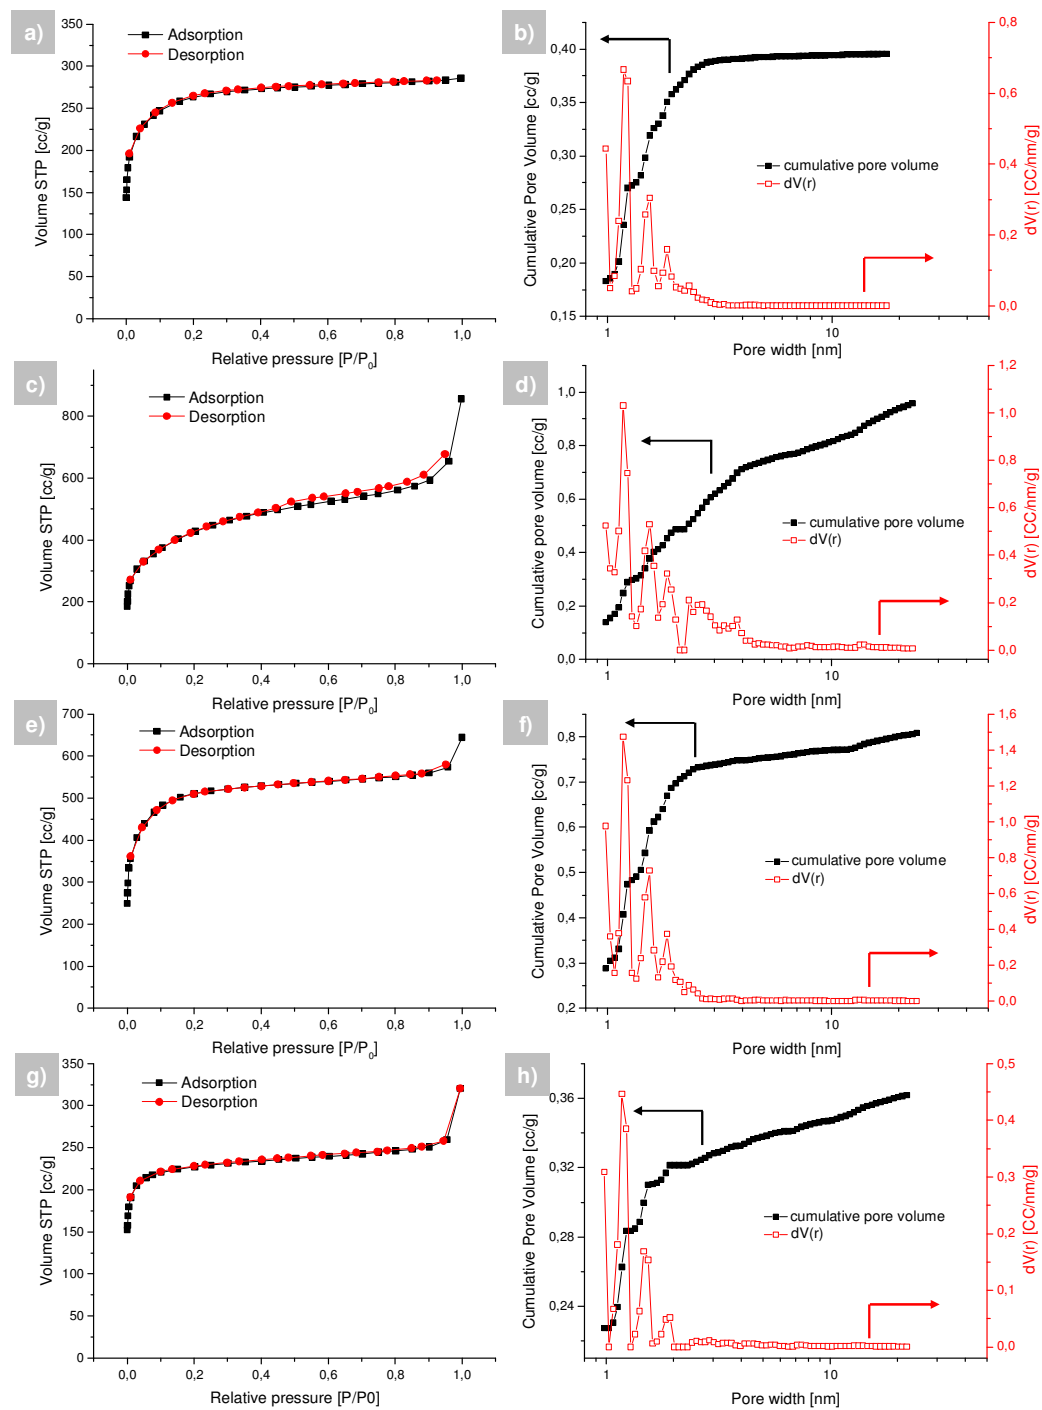 a)
Adsorption
Desorption
350
300
250
200
150
100
50
0
0,0 0,2 0,4 0,6 0,8 1,0
Volume STP [cc/g]
Relative pressure [P/P0]
b)
0,40
0,35
0,30
0,25
0,20
0,15
0,8
0,6
0,4
0,2
0,0
cumulative pore volume
dV(r) [CC/nm/g]
1 10
Cumulative Pore Volume [cc/g]
Pore width [nm]
dV(r) [CC/nm/g]
c)
Adsorption
Desorption
800
600
400
200
0
0,0 0,2 0,4 0,6 0,8 1,0
Volume STP [cc/g]
Relative pressure [P/P0]
d)
1,0
0,8
0,6
0,4
0,2
0,0
1,2
1,0
0,8
0,6
0,4
0,2
0,0
cumulative pore volume
dV(r)
1 10
Cumulative pore volume [cc/g]
Pore width [nm]
dV(r) [CC/nm/g]
e)
Adsorption
Desorption
700
600
500
400
300
200
100
0
0,0 0,2 0,4 0,6 0,8 1,0
Volume STP [cc/g]
Relative pressure [P/P0]
f)
0,8
0,7
0,6
0,5
0,4
0,3
0,2
1,6
1,4
1,2
1,0
0,8
0,6
0,4
0,2
0,0
cumulative pore volume
dV(r)
1 10
Cumulative Pore Volume [cc/g]
Pore width [nm]
dV(r) [CC/nm/g]
g)
Adsorption
Desorption
350
300
250
200
150
100
50
0
0,0 0,2 0,4 0,6 0,8 1,0
Volume STP [cc/g]
Relative pressure [P/P0]
h)
0,36
0,32
0,28
0,24
0,5
0,4
0,3
0,2
0,1
0,0
cumulative pore volume
dV(r)
1 10
Cumulative Pore Volume [cc/g]
Pore width [nm]
dV(r) [CC/nm/g]